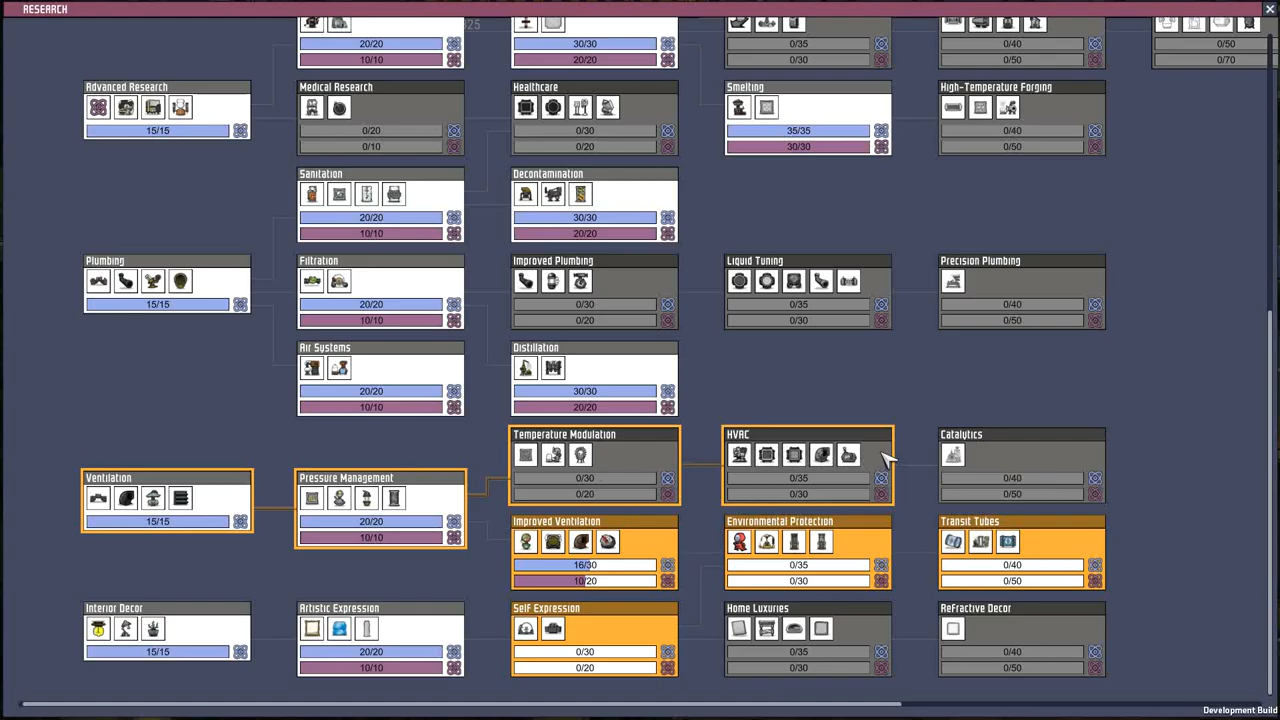 RESEARCH
/25
20/20
30/30
0/35
0/40
0/50
10/10
20/20
0/30
0/50
0/70
Advanced Research
Medical Research
Healthcare
Smelting
High-Temperature Forging
15/15
0/20
0/30
35/35
0/40
0/10
0/20
30/30
0/50
Sanitation
Decontamination
20/20
30/30
10/10
20/20
Plumbing
Filtration
Improved Plumbing
Liquid Tuning
Precision Plumbing
15/15
20/20
0/30
0/35
0/40
10/10
0/20
0/30
0/50
Air Systems
Distillation
20/20
30/30
10/10
20/20
Temperature Modulation
HVAC
Catalytics
0/30
0/35
0/40
0/20
0/30
0/50
Ventilation
Pressure Management
15/15
20/20
10/10
Improved Ventilation
Environmental Protection
Transit Tubes
16/30
0/35
0/40
10/20
0/30
0/50
Interior Decor
Artistic Expression
Self Expression
Home Luxuries
Refractive Decor
15/15
20/20
0/30
0/35
0/40
10/10
0/20
0/30
0/50
Development Build